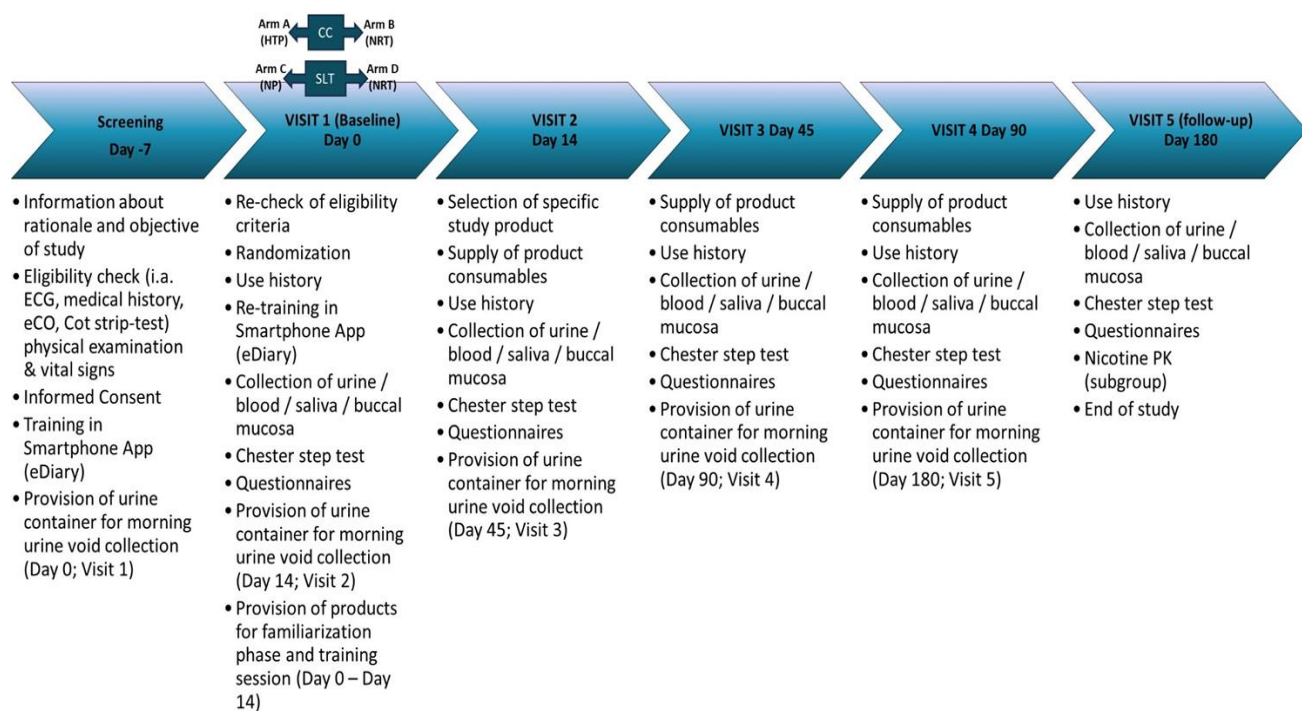 Arm A
(HTP)
CC
Arm B
(NRT)
Arm C
(NP)
SLT
Arm D
(NRT)
Screening
Day -7
• Information about
rationale and objective
of study
• Eligibility check (i.a.
ECG, medical history,
eCO, Cot strip-test)
physical examination
& vital signs
• Informed Consent
• Training in
Smartphone App
(eDiary)
• Provision of urine
container for morning
urine void collection
(Day 0; Visit 1)
VISIT 1 (Baseline)
Day 0
• Re-check of eligibility
criteria
• Randomization
• Use history
• Re-training in
Smartphone App
(eDiary)
• Collection of urine /
blood / saliva / buccal
mucosa
• Chester step test
• Questionnaires
• Provision of urine
container for morning
urine void collection
(Day 14; Visit 2)
• Provision of products
for familiarization
phase and training
session (Day 0 – Day
14)
VISIT 2
Day 14
• Selection of specific
study product
• Supply of product
consumables
• Use history
• Collection of urine /
blood / saliva / buccal
mucosa
• Chester step test
• Questionnaires
• Provision of urine
container for morning
urine void collection
(Day 45; Visit 3)
VISIT 3 Day 45
• Supply of product
consumables
• Use history
• Collection of urine /
blood / saliva / buccal
mucosa
• Chester step test
• Questionnaires
• Provision of urine
container for morning
urine void collection
(Day 90; Visit 4)
VISIT 4 Day 90
• Supply of product
consumables
• Use history
• Collection of urine /
blood / saliva / buccal
mucosa
• Chester step test
• Questionnaires
• Provision of urine
container for morning
urine void collection
(Day 180; Visit 5)
VISIT 5 (follow-up)
Day 180
• Use history
• Collection of urine /
blood / saliva / buccal
mucosa
• Chester step test
• Questionnaires
• Nicotine PK
(subgroup)
• End of study